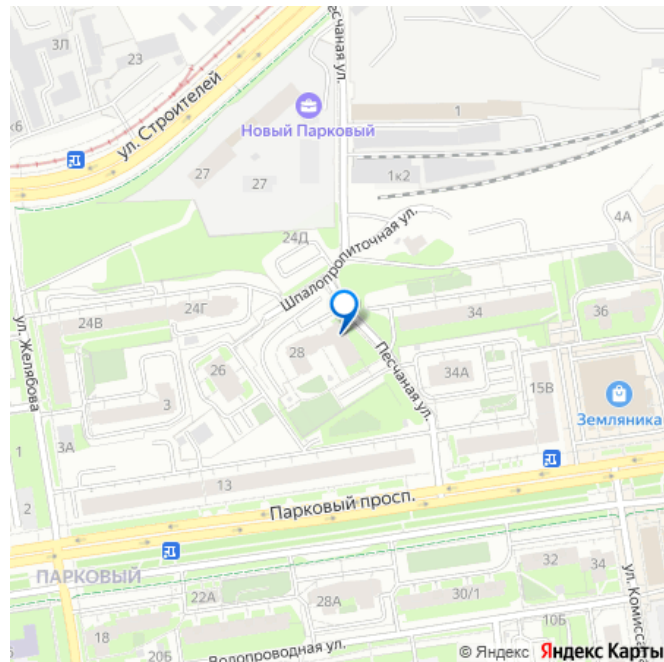 3Л
23
к6
ул. Строителей
Песчаная ул.
Новый Парковый
1
27
27
1к2
4А
24Д
Шпалопропиточная ул.
24Г
24В
ул. Желябова
28
34
36
26
Песчаная ул.
34А
15В
3
Земляника
3А
1
13
2
Парковый просп.
ПАРКОВЫЙ
32
34
22А
28А
30/1
18
20Б
Водопроводная ул.
10Б
ул. Комисса
© Яндекс Яндекс Карты